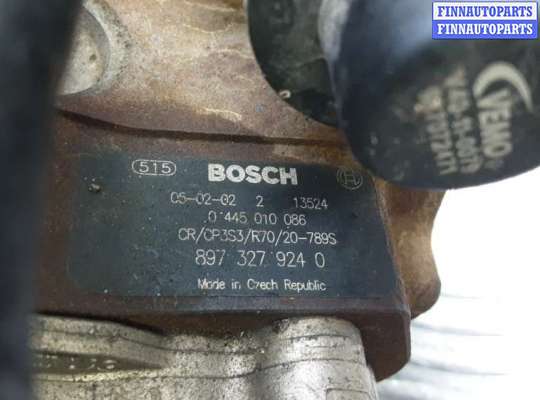 FINNAUTOPARTS
FINNAUTOPARTS
VEMO
515 BOSCH
05-02-02 2 13524
0 445 010 086
CR/CP3S3/R70/20-789S
897 327 924 0
Made in Czech Republic